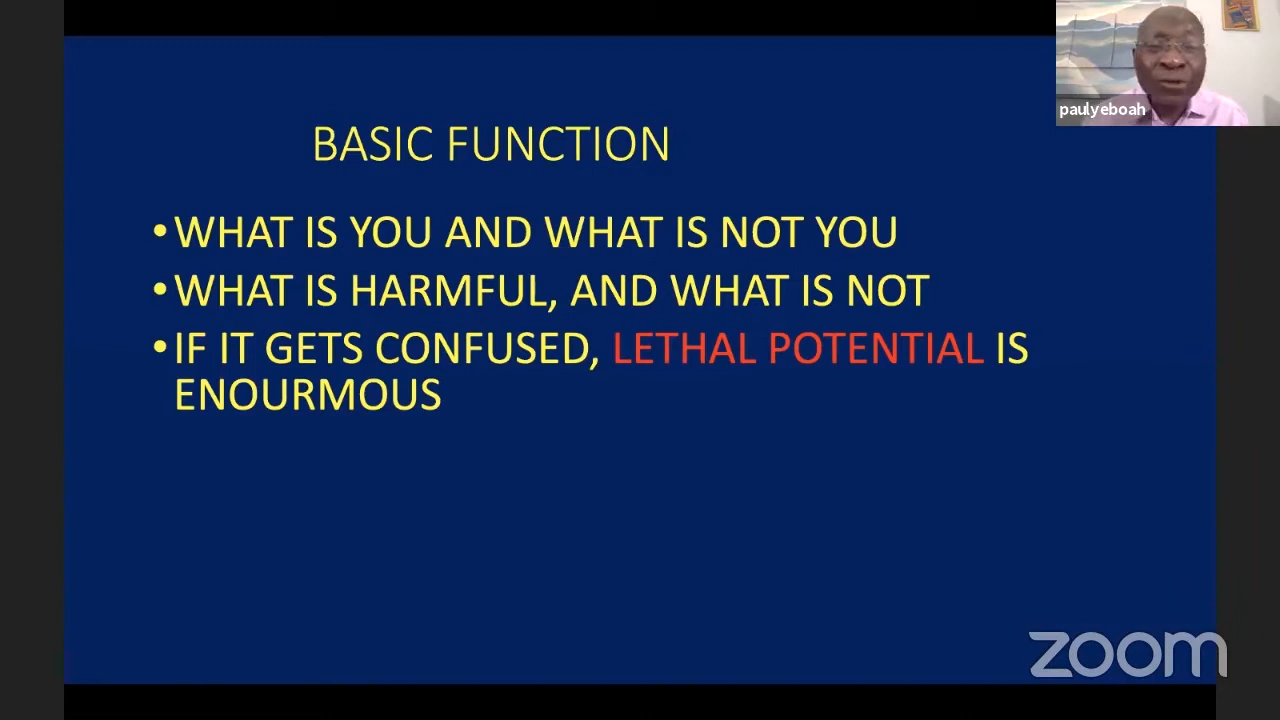 paulyeboah
BASIC FUNCTION
•WHAT IS YOU AND WHAT IS NOT YOU
•WHAT IS HARMFUL, AND WHAT IS NOT
•IF IT GETS CONFUSED, LETHAL POTENTIAL IS
ENOURMOUS
zoom